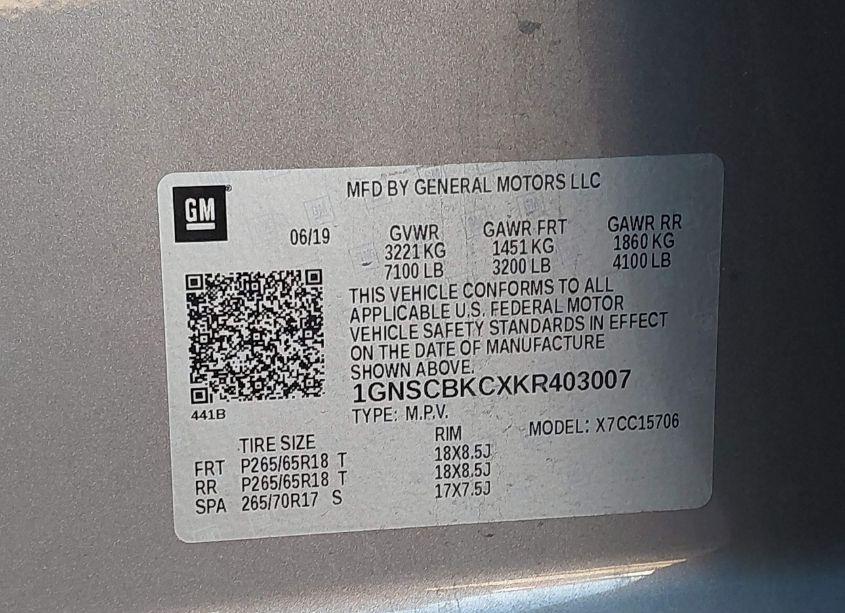 GM
MFD BY GENERAL MOTORS LLC
06/19
GVWR GAWR FRT GAWR RR
3221 KG 1451 KG 1860 KG
7100 LB 3200 LB 4100 LB
THIS VEHICLE CONFORMS TO ALL
APPLICABLE U.S. FEDERAL MOTOR
VEHICLE SAFETY STANDARDS IN EFFECT
ON THE DATE OF MANUFACTURE
SHOWN ABOVE.
1GNSCBKCXKR403007
441B
TYPE: M.P.V. MODEL: X7CC15706
TIRE SIZE RIM
FRT P265/65R18 T 18X8.5J
RR P265/65R18 T 18X8.5J
SPA 265/70R17 S 17X7.5J